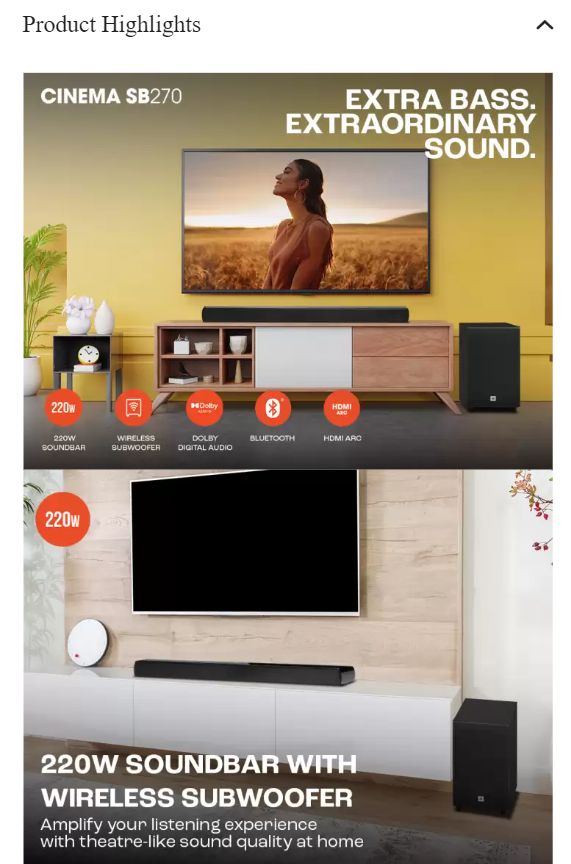 Product Highlights
CINEMA SB270
EXTRA BASS.
EXTRAORDINARY
SOUND.
220W
Dolby
HDMI
ARC
220W
SOUNDBAR
WIRELESS
SUBWOOFER
DOLBY
DIGITAL AUDIO
BLUETOOTH
HDMI ARC
220W
220W SOUNDBAR WITH
WIRELESS SUBWOOFER
Amplify your listening experience
with theatre-like sound quality at home